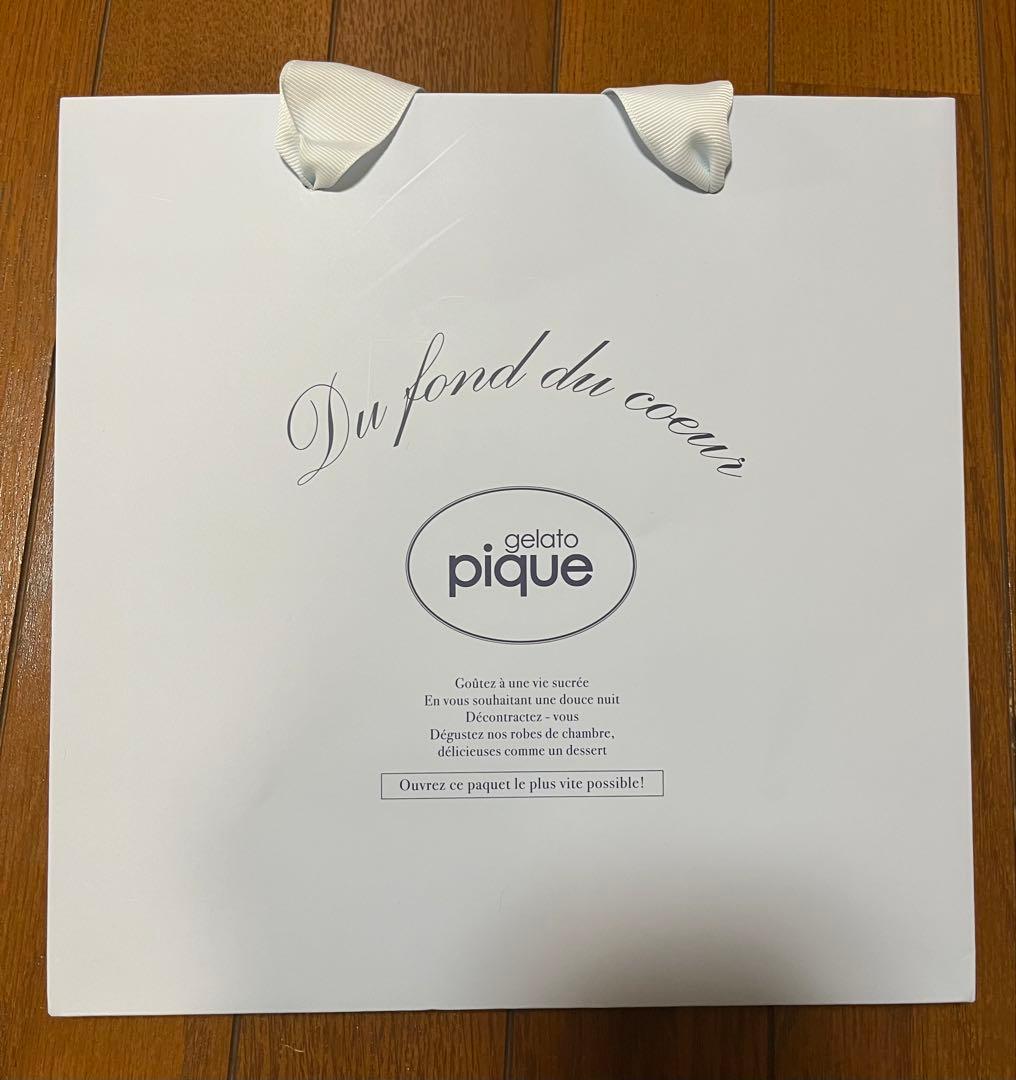 Du fond du coeur
gelato
pique
Goûtez à une vie sucrée
En vous souhaitant une douce nuit
Décontractez - vous
Dégustez nos robes de chambre,
délicieuses comme un dessert
Ouvrez ce paquet le plus vite possible!